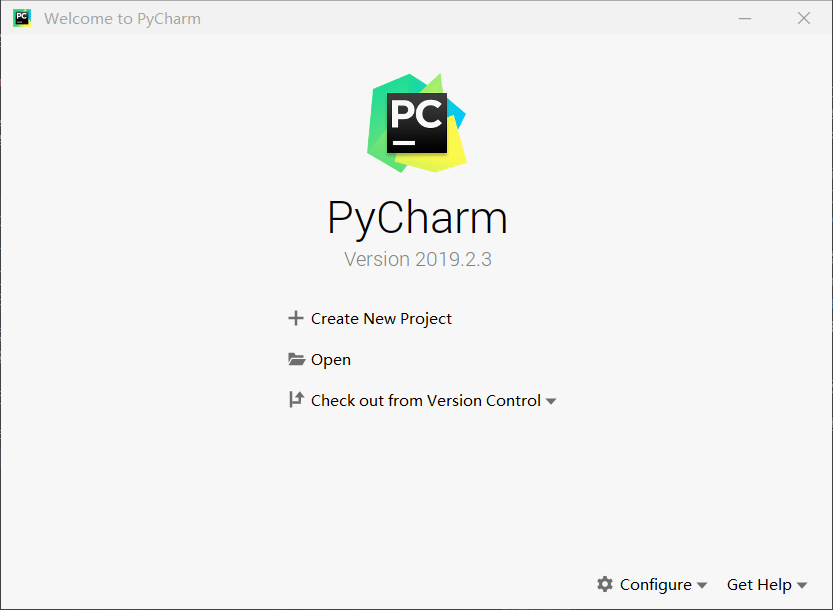 PC
Welcome to PyCharm
PC
PyCharm
Version 2019.2.3
Create New Project
Open
Check out from Version Control
Configure
Get Help